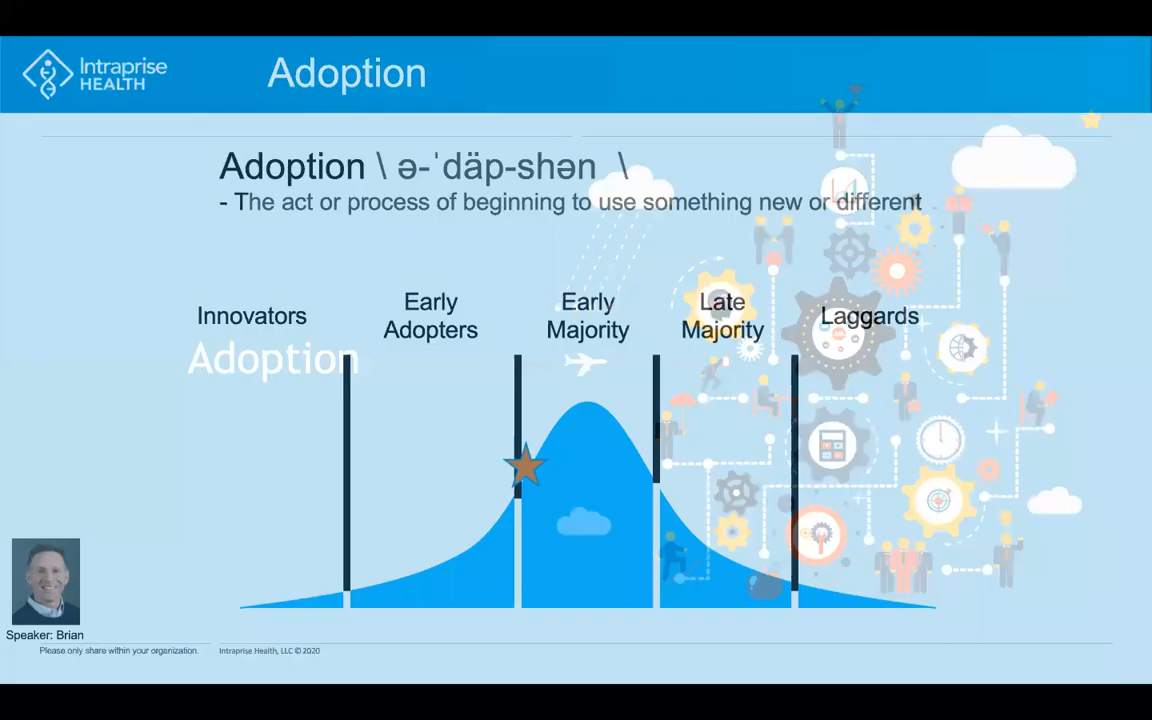 Intraprise
HEALTH
Adoption
Adoption \ ə-ˈdäp-shən \
- The act or process of beginning to use something new or different
Innovators
Early
Adopters
Early
Majority
Late
Majority
Laggards
Adoption
Speaker: Brian
Please only share within your organization.
Intraprise Health, LLC © 2020